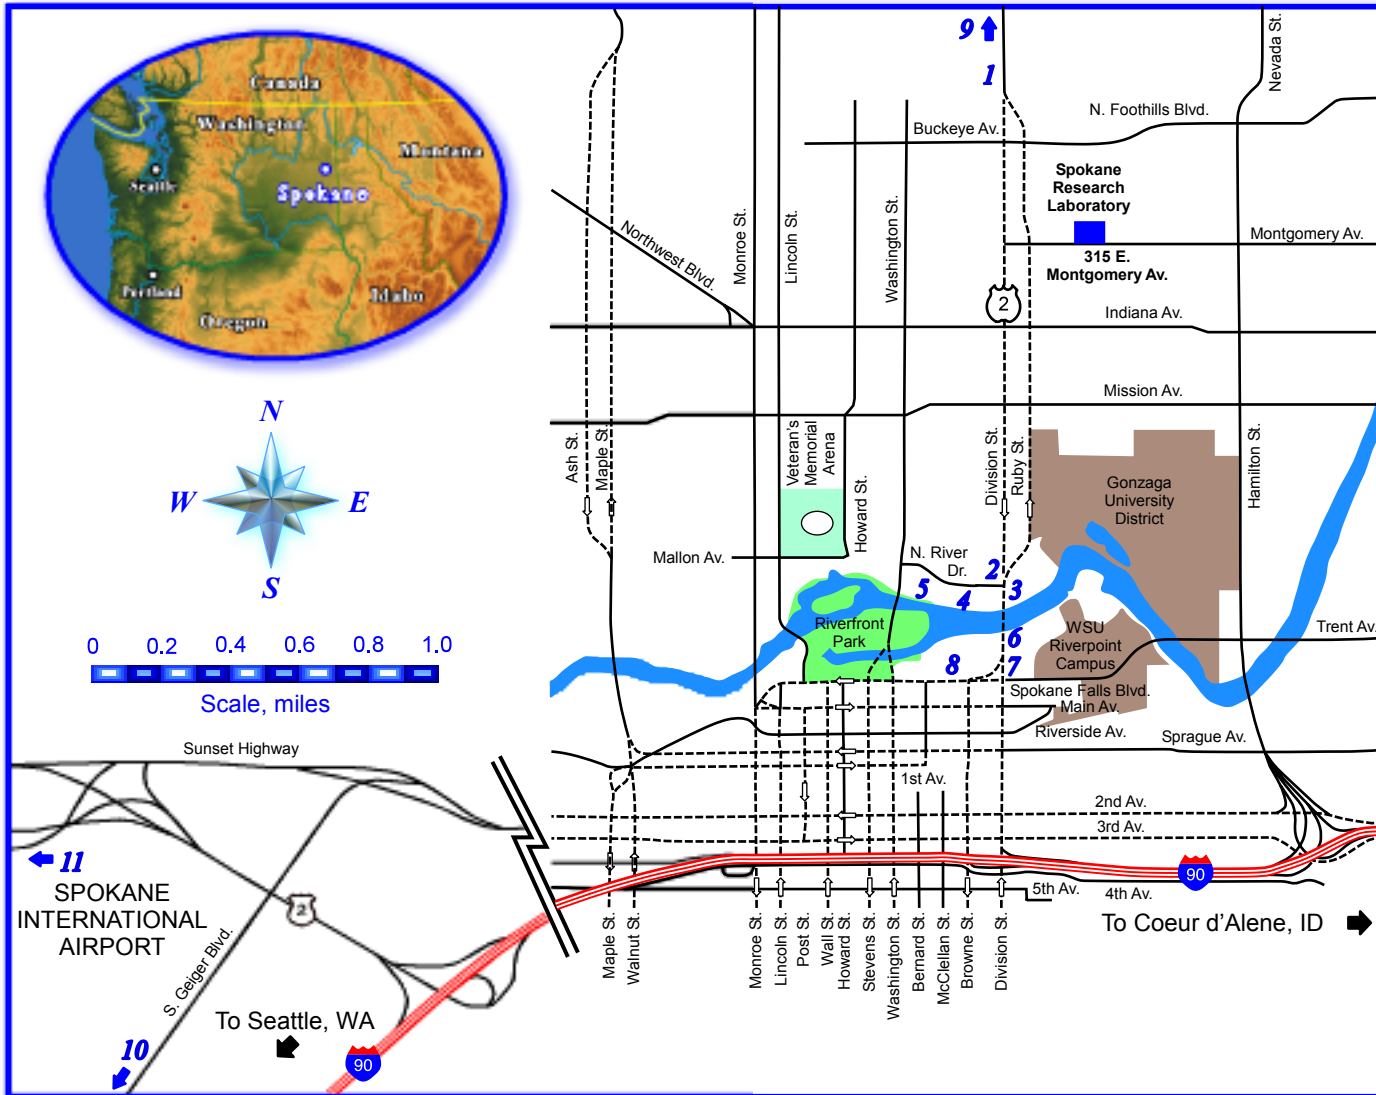 Canada
Washington
Montana
Seattle
Spokane
Portland
Idaho
Oregon
N
W
E
S
0
0.2
0.4
0.6
0.8
1.0
Scale, miles
9
1
Nevada St.
N. Foothills Blvd.
Buckeye Av.
Spokane
Research
Laboratory
Montgomery Av.
315 E.
Montgomery Av.
Northwest Blvd.
Monroe St.
Lincoln St.
Washington St.
2
Indiana Av.
Mission Av.
Ash St.
Maple St.
Veteran's
Memorial
Arena
Howard St.
Division St.
Ruby St.
Gonzaga
University
District
Hamilton St.
Mallon Av.
N. River
Dr.
2
3
5
4
Riverfront
Park
6
7
8
WSU
Riverpoint
Campus
Trent Av.
Spokane Falls Blvd.
Main Av.
Riverside Av.
Sprague Av.
1st Av.
2nd Av.
3rd Av.
90
4th Av.
5th Av.
To Coeur d'Alene, ID
Sunset Highway
11
SPOKANE
INTERNATIONAL
AIRPORT
2
S. Geiger Blvd.
10
To Seattle, WA
90
Maple St.
Walnut St.
Monroe St.
Lincoln St.
Post St.
Wall St.
Howard St.
Stevens St.
Washington St.
Bernard St.
McClellan St.
Browne St.
Division St.